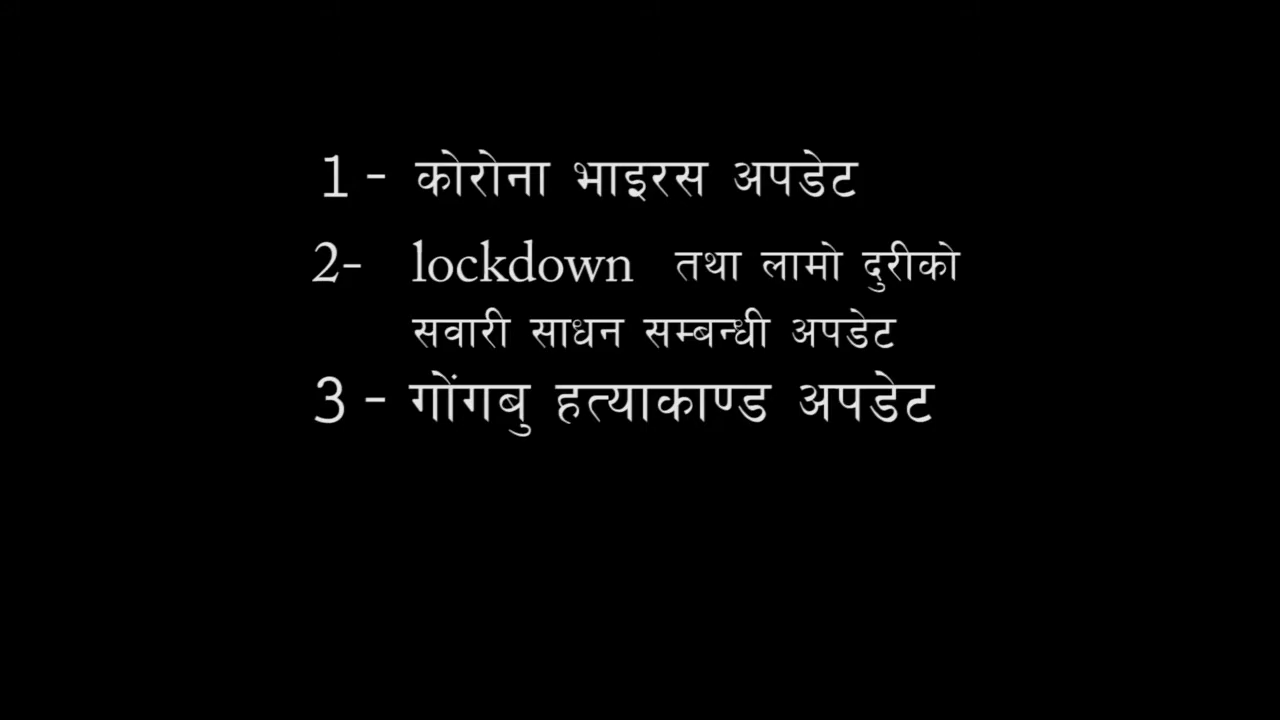 1 - कोरोना भाइरस अपडेट
2- lockdown तथा लामो दुरीको
सवारी साधन सम्बन्धी अपडेट
3 - गोंगबु हत्याकाण्ड अपडेट